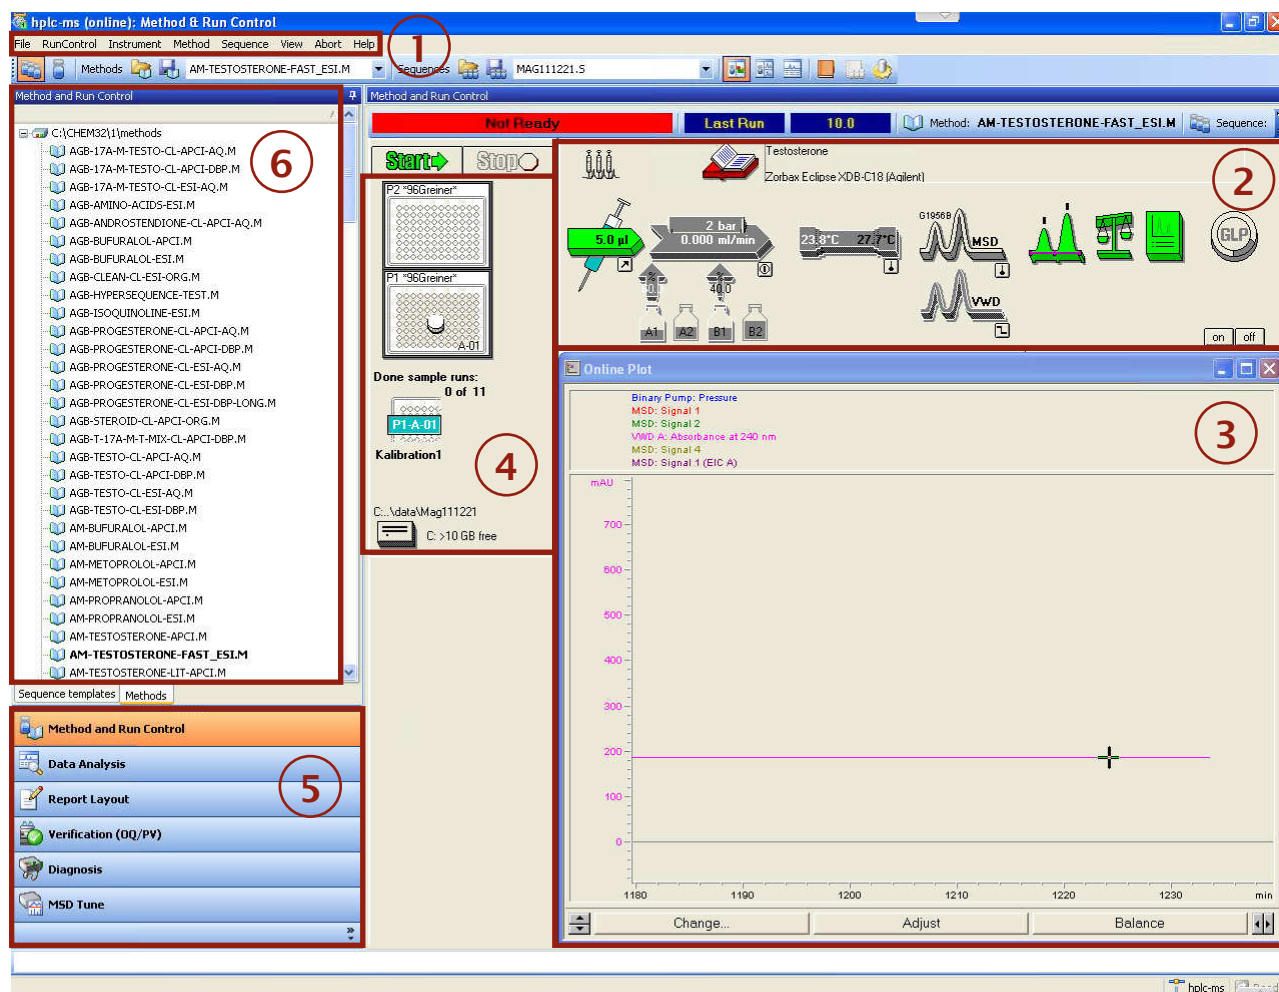 hplc-ms (online): Method & Run Control
File RunControl Instrument Method Sequence View Abort Help
1
Methods AM-TESTOSTERONE-FAST_ESI.M Sequences MAG111221.S
Method and Run Control
Method and Run Control
Not Ready Last Run 10.0 Method: AM-TESTOSTERONE-FAST_ESI.M Sequence:
C:\CHEM32\1\methods
AGB-17A-M-TESTO-CL-APCI-AQ.M
AGB-17A-M-TESTO-CL-APCI-DBP.M
AGB-17A-M-TESTO-CL-ESI-AQ.M
AGB-AMINO-ACIDS-ESI.M
AGB-ANDROSTENDIONE-CL-APCI-AQ.M
AGB-BUFURALOL-APCI.M
AGB-BUFURALOL-ESI.M
AGB-CLEAN-CL-ESI-ORG.M
AGB-HYPERSEQUENCE-TEST.M
AGB-ISOQUINOLINE-ESI.M
AGB-PROGESTERONE-CL-APCI-AQ.M
AGB-PROGESTERONE-CL-APCI-DBP.M
AGB-PROGESTERONE-CL-ESI-AQ.M
AGB-PROGESTERONE-CL-ESI-DBP.M
AGB-PROGESTERONE-CL-ESI-DBP-LONG.M
AGB-STEROID-CL-APCI-ORG.M
AGB-T-17A-M-T-MIX-CL-APCI-DBP.M
AGB-TESTO-CL-APCI-AQ.M
AGB-TESTO-CL-APCI-DBP.M
AGB-TESTO-CL-ESI-AQ.M
AGB-TESTO-CL-ESI-DBP.M
AM-BUFURALOL-APCI.M
AM-BUFURALOL-ESI.M
AM-METOPROLOL-APCI.M
AM-METOPROLOL-ESI.M
AM-PROPRANOLOL-APCI.M
AM-PROPRANOLOL-ESI.M
AM-TESTOSTERONE-APCI.M
AM-TESTOSTERONE-FAST_ESI.M
AM-TESTOSTERONE-LIT-APCI.M
6
Sequence templates Methods
Method and Run Control
Data Analysis
Report Layout
Verification (OQ/PV)
Diagnosis
MSD Tune
5
Start Stop
P2 *96Greiner*
P1 *96Greiner*
A-01
Done sample runs:
0 of 11
P1-A-01
Kalibration1
4
C:..\data\Mag111221
C: >10 GB free
Testosterone
Zorbax Eclipse XDB-C18 (Agilent)
2
5.0 µl
2 bar
0.000 ml/min
23.8°C 27.7°C
G1956B
MSD
VWD
GLP
%
%
40.0
A1 A2 B1 B2
on off
Online Plot
Binary Pump: Pressure
MSD: Signal 1
MSD: Signal 2
VWD A: Absorbance at 240 nm
MSD: Signal 4
MSD: Signal 1 (EIC A)
3
mAU
700
600
500
400
300
200
100
0
1180 1190 1200 1210 1220 1230 min
Change... Adjust Balance
hplc-ms